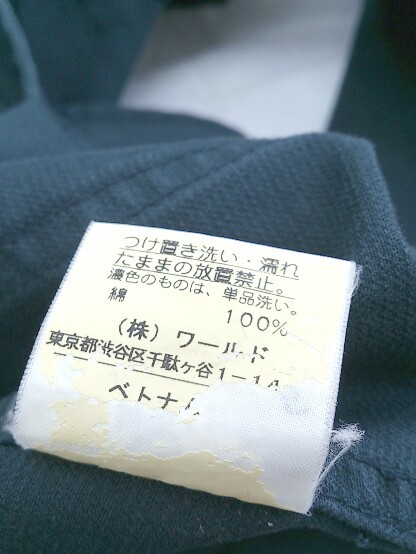 つけ置き洗い・濡れ
たままの放置禁止。
濃色のものは、単品洗い。
綿
100%
(株) ワールド
東京都渋谷区千駄ヶ谷1-14
ベトナ